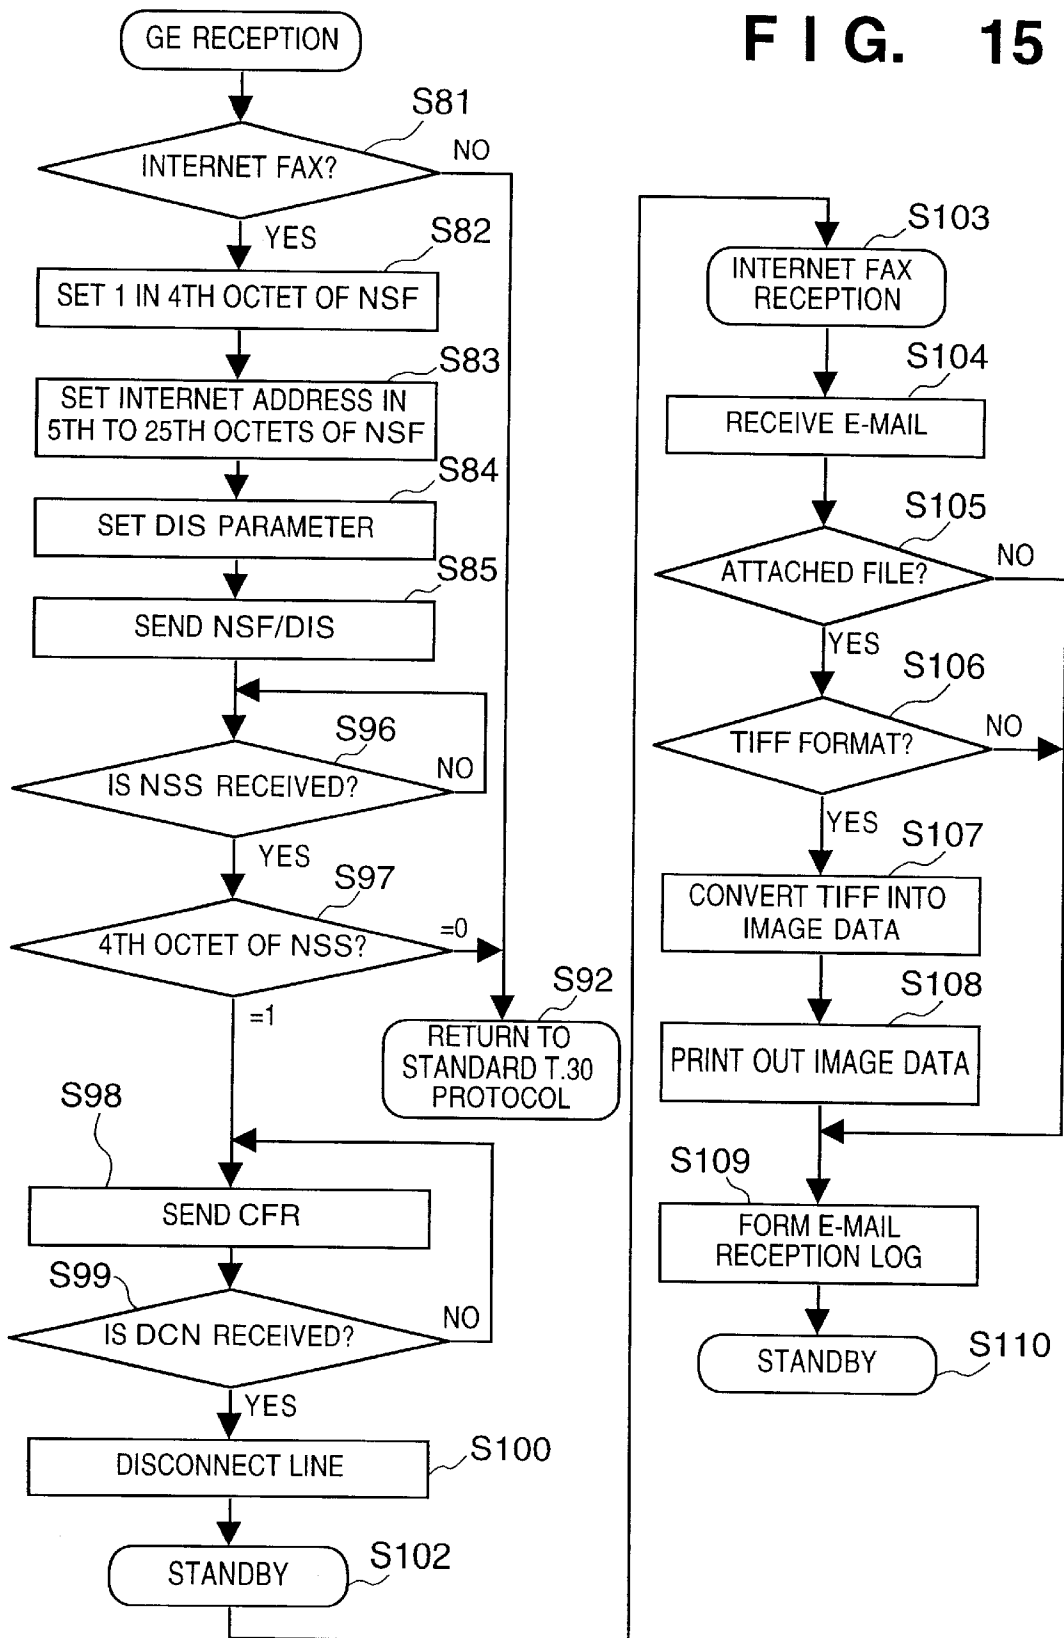 FIG. 15
GE RECEPTION
S81
INTERNET FAX?
NO
YES
S82
SET 1 IN 4TH OCTET OF NSF
S83
SET INTERNET ADDRESS IN
5TH TO 25TH OCTETS OF NSF
S84
SET DIS PARAMETER
S85
SEND NSF/DIS
S96
IS NSS RECEIVED?
NO
YES
S97
4TH OCTET OF NSS?
=0
=1
S92
RETURN TO
STANDARD T.30
PROTOCOL
S98
SEND CFR
S99
IS DCN RECEIVED?
NO
YES
S100
DISCONNECT LINE
S102
STANDBY
S103
INTERNET FAX
RECEPTION
S104
RECEIVE E-MAIL
S105
ATTACHED FILE?
NO
YES
S106
TIFF FORMAT?
NO
YES
S107
CONVERT TIFF INTO
IMAGE DATA
S108
PRINT OUT IMAGE DATA
S109
FORM E-MAIL
RECEPTION LOG
S110
STANDBY